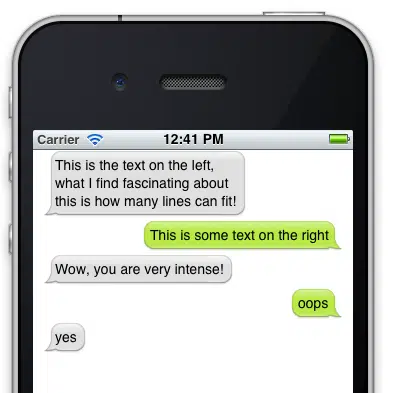 Carrier 12:41 PM
This is the text on the left,
what I find fascinating about
this is how many lines can fit!
This is some text on the right
Wow, you are very intense!
oops
yes